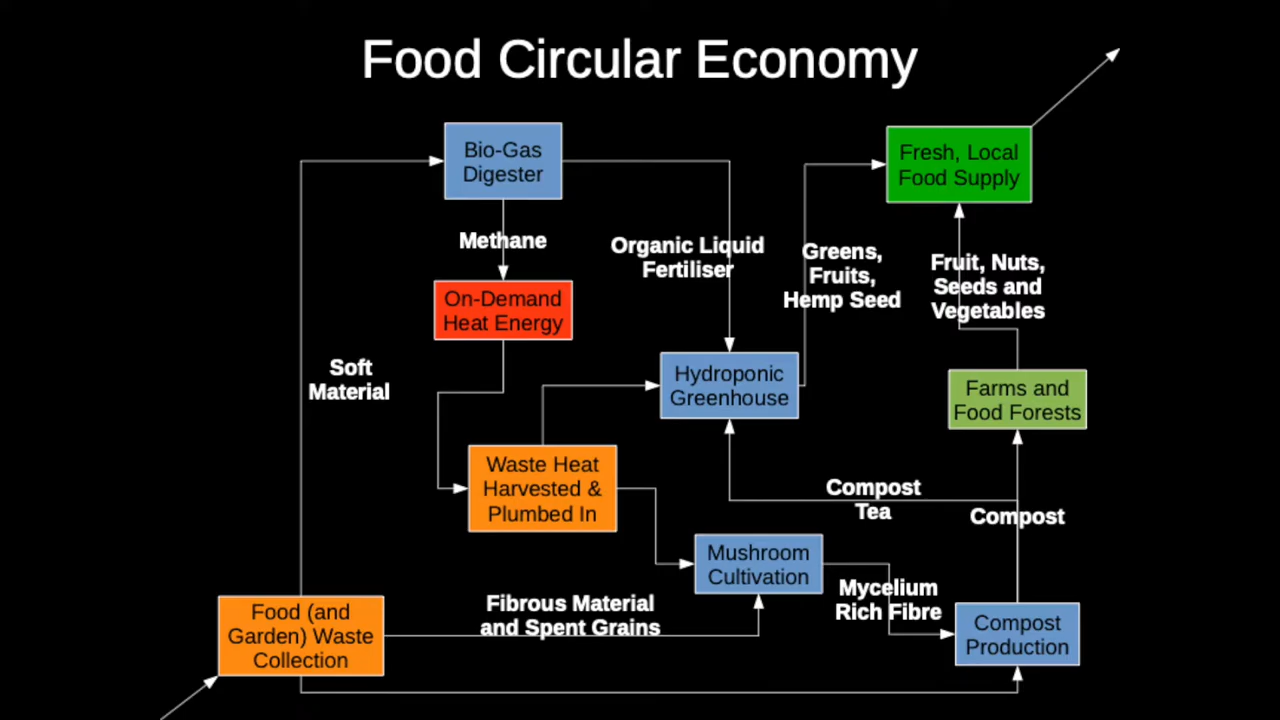 Food Circular Economy
Bio-Gas
Digester
Fresh, Local
Food Supply
Methane
Organic Liquid
Fertiliser
Greens,
Fruits,
Hemp Seed
Fruit, Nuts,
Seeds and
Vegetables
On-Demand
Heat Energy
Soft
Material
Hydroponic
Greenhouse
Farms and
Food Forests
Waste Heat
Harvested &
Plumbed In
Compost
Tea
Compost
Mushroom
Cultivation
Mycelium
Rich Fibre
Fibrous Material
and Spent Grains
Food (and
Garden) Waste
Collection
Compost
Production